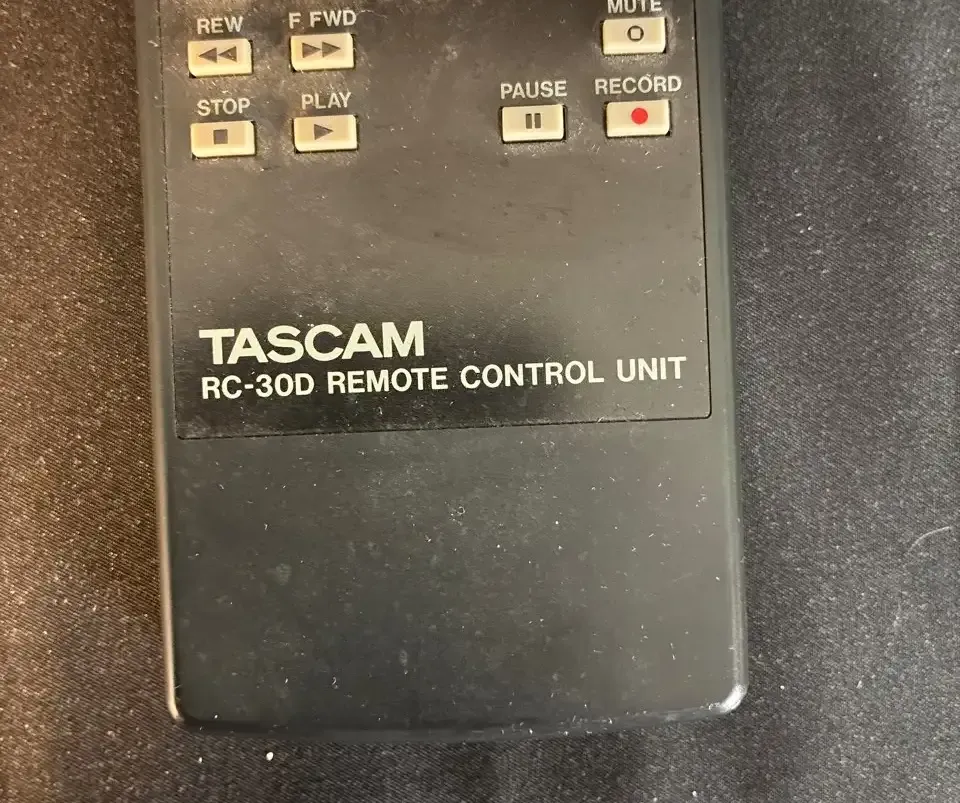 MUTE
REW F FWD
PAUSE RECORD
STOP PLAY
TASCAM
RC-30D REMOTE CONTROL UNIT